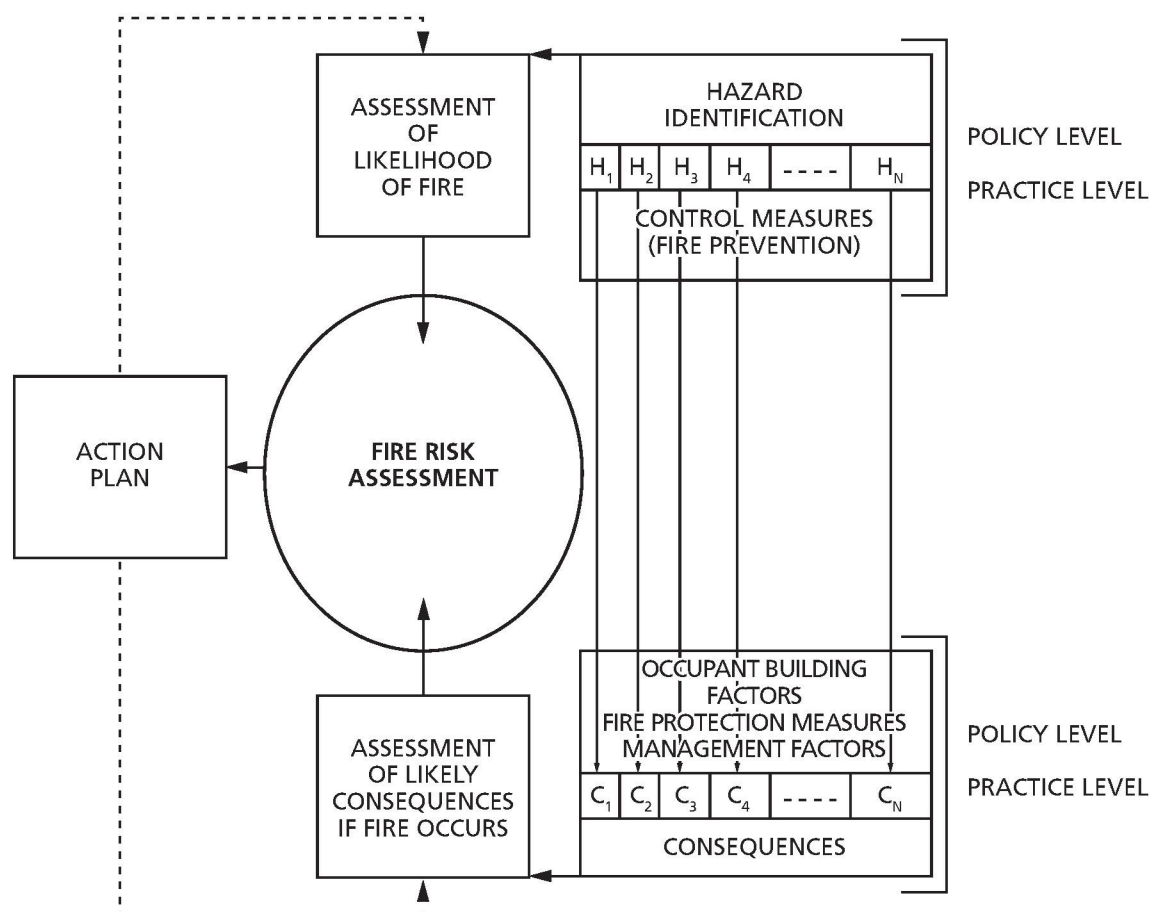 ASSESSMENT
OF
LIKELIHOOD
OF FIRE
HAZARD
IDENTIFICATION
H1 H2 H3 H4 ---- HN
CONTROL MEASURES
(FIRE PREVENTION)
POLICY LEVEL
PRACTICE LEVEL
ACTION
PLAN
FIRE RISK
ASSESSMENT
ASSESSMENT
OF LIKELY
CONSEQUENCES
IF FIRE OCCURS
OCCUPANT BUILDING
FACTORS
FIRE PROTECTION MEASURES
MANAGEMENT FACTORS
C1 C2 C3 C4 ---- CN
CONSEQUENCES
POLICY LEVEL
PRACTICE LEVEL